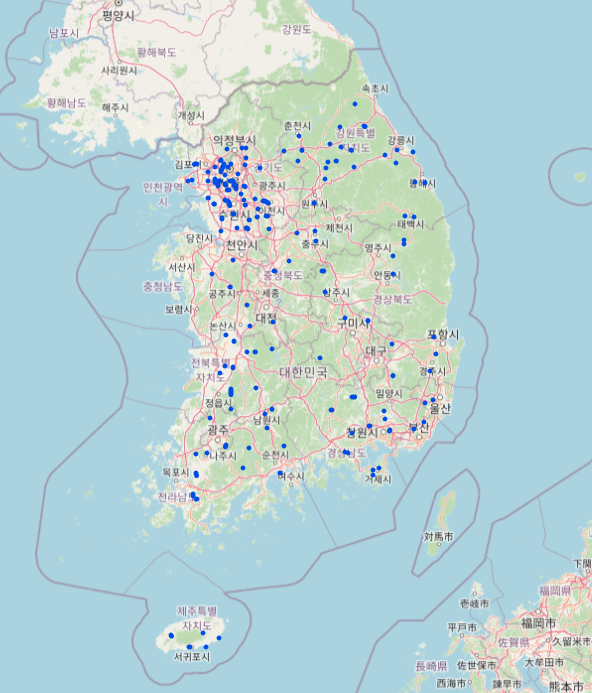 평양시
남포시
강원도
황해북도
사리원시
황해남도
해주시
개성시
속초시
춘천시
의정부시
강원특별
자치도
강릉시
김포
기도
인천광역
시
광주시
동해시
원주시
수원시
태백시
제천시
당진시
천안시
충주시
영주시
서산시
충청북도
안동시
충청남도
공주시
세종
상주시
경상북도
보령시
대전
논산시
구미시
포항시
대구
전북특별
자치도
대한민국
경주시
정읍시
밀양시
울산
남원시
광주
창원시
부산
나주시
순천시
경상남도
목포시
여수시
거제시
전라남
対馬市
제주특별
자치도
서귀포시
下関
福岡県
壱岐市
福岡市
平戸市
佐賀県
久留米市
長崎県
佐世保市
大牟田市
西海市
諫早市
熊本市